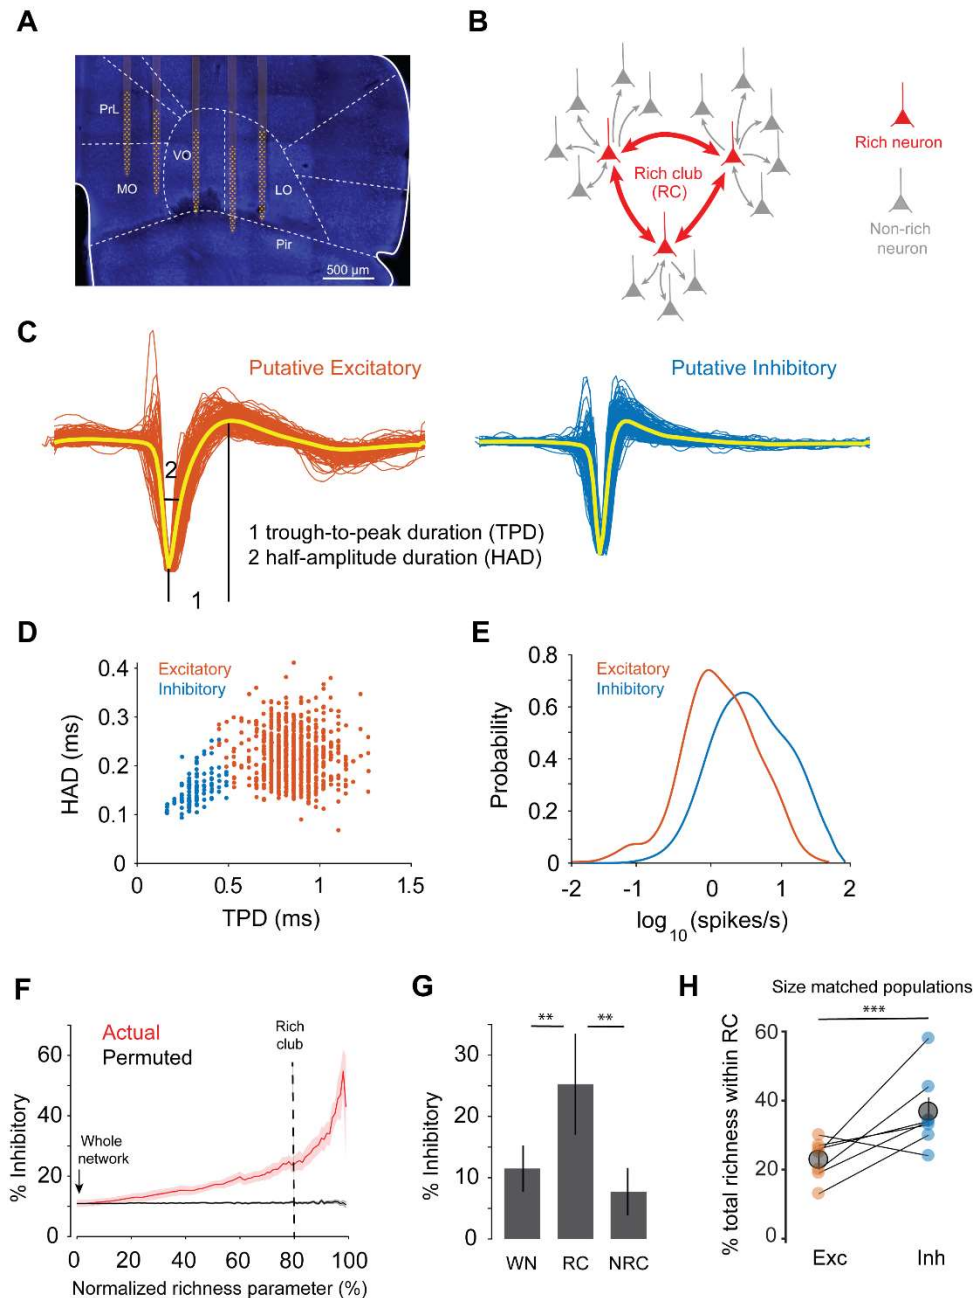 A
PrL
VO
MO
LO
Pir
500 µm
B
Rich club
(RC)
Rich neuron
Non-rich
neuron
C
Putative Excitatory
Putative Inhibitory
2
1 trough-to-peak duration (TPD)
2 half-amplitude duration (HAD)
1
D
Excitatory
Inhibitory
0.4
0.3
0.2
0.1
0
HAD (ms)
0
0.5
1
1.5
TPD (ms)
E
Excitatory
Inhibitory
0.8
0.6
0.4
0.2
0
Probability
-2
-1
0
1
2
log10(spikes/s)
F
Actual
Permuted
Rich
club
Whole
network
60
40
20
0
% Inhibitory
0
20
40
60
80
100
Normalized richness parameter (%)
G
** **
30
20
10
0
% Inhibitory
WN
RC
NRC
H
Size matched populations
***
60
40
20
0
% total richness within RC
Exc
Inh